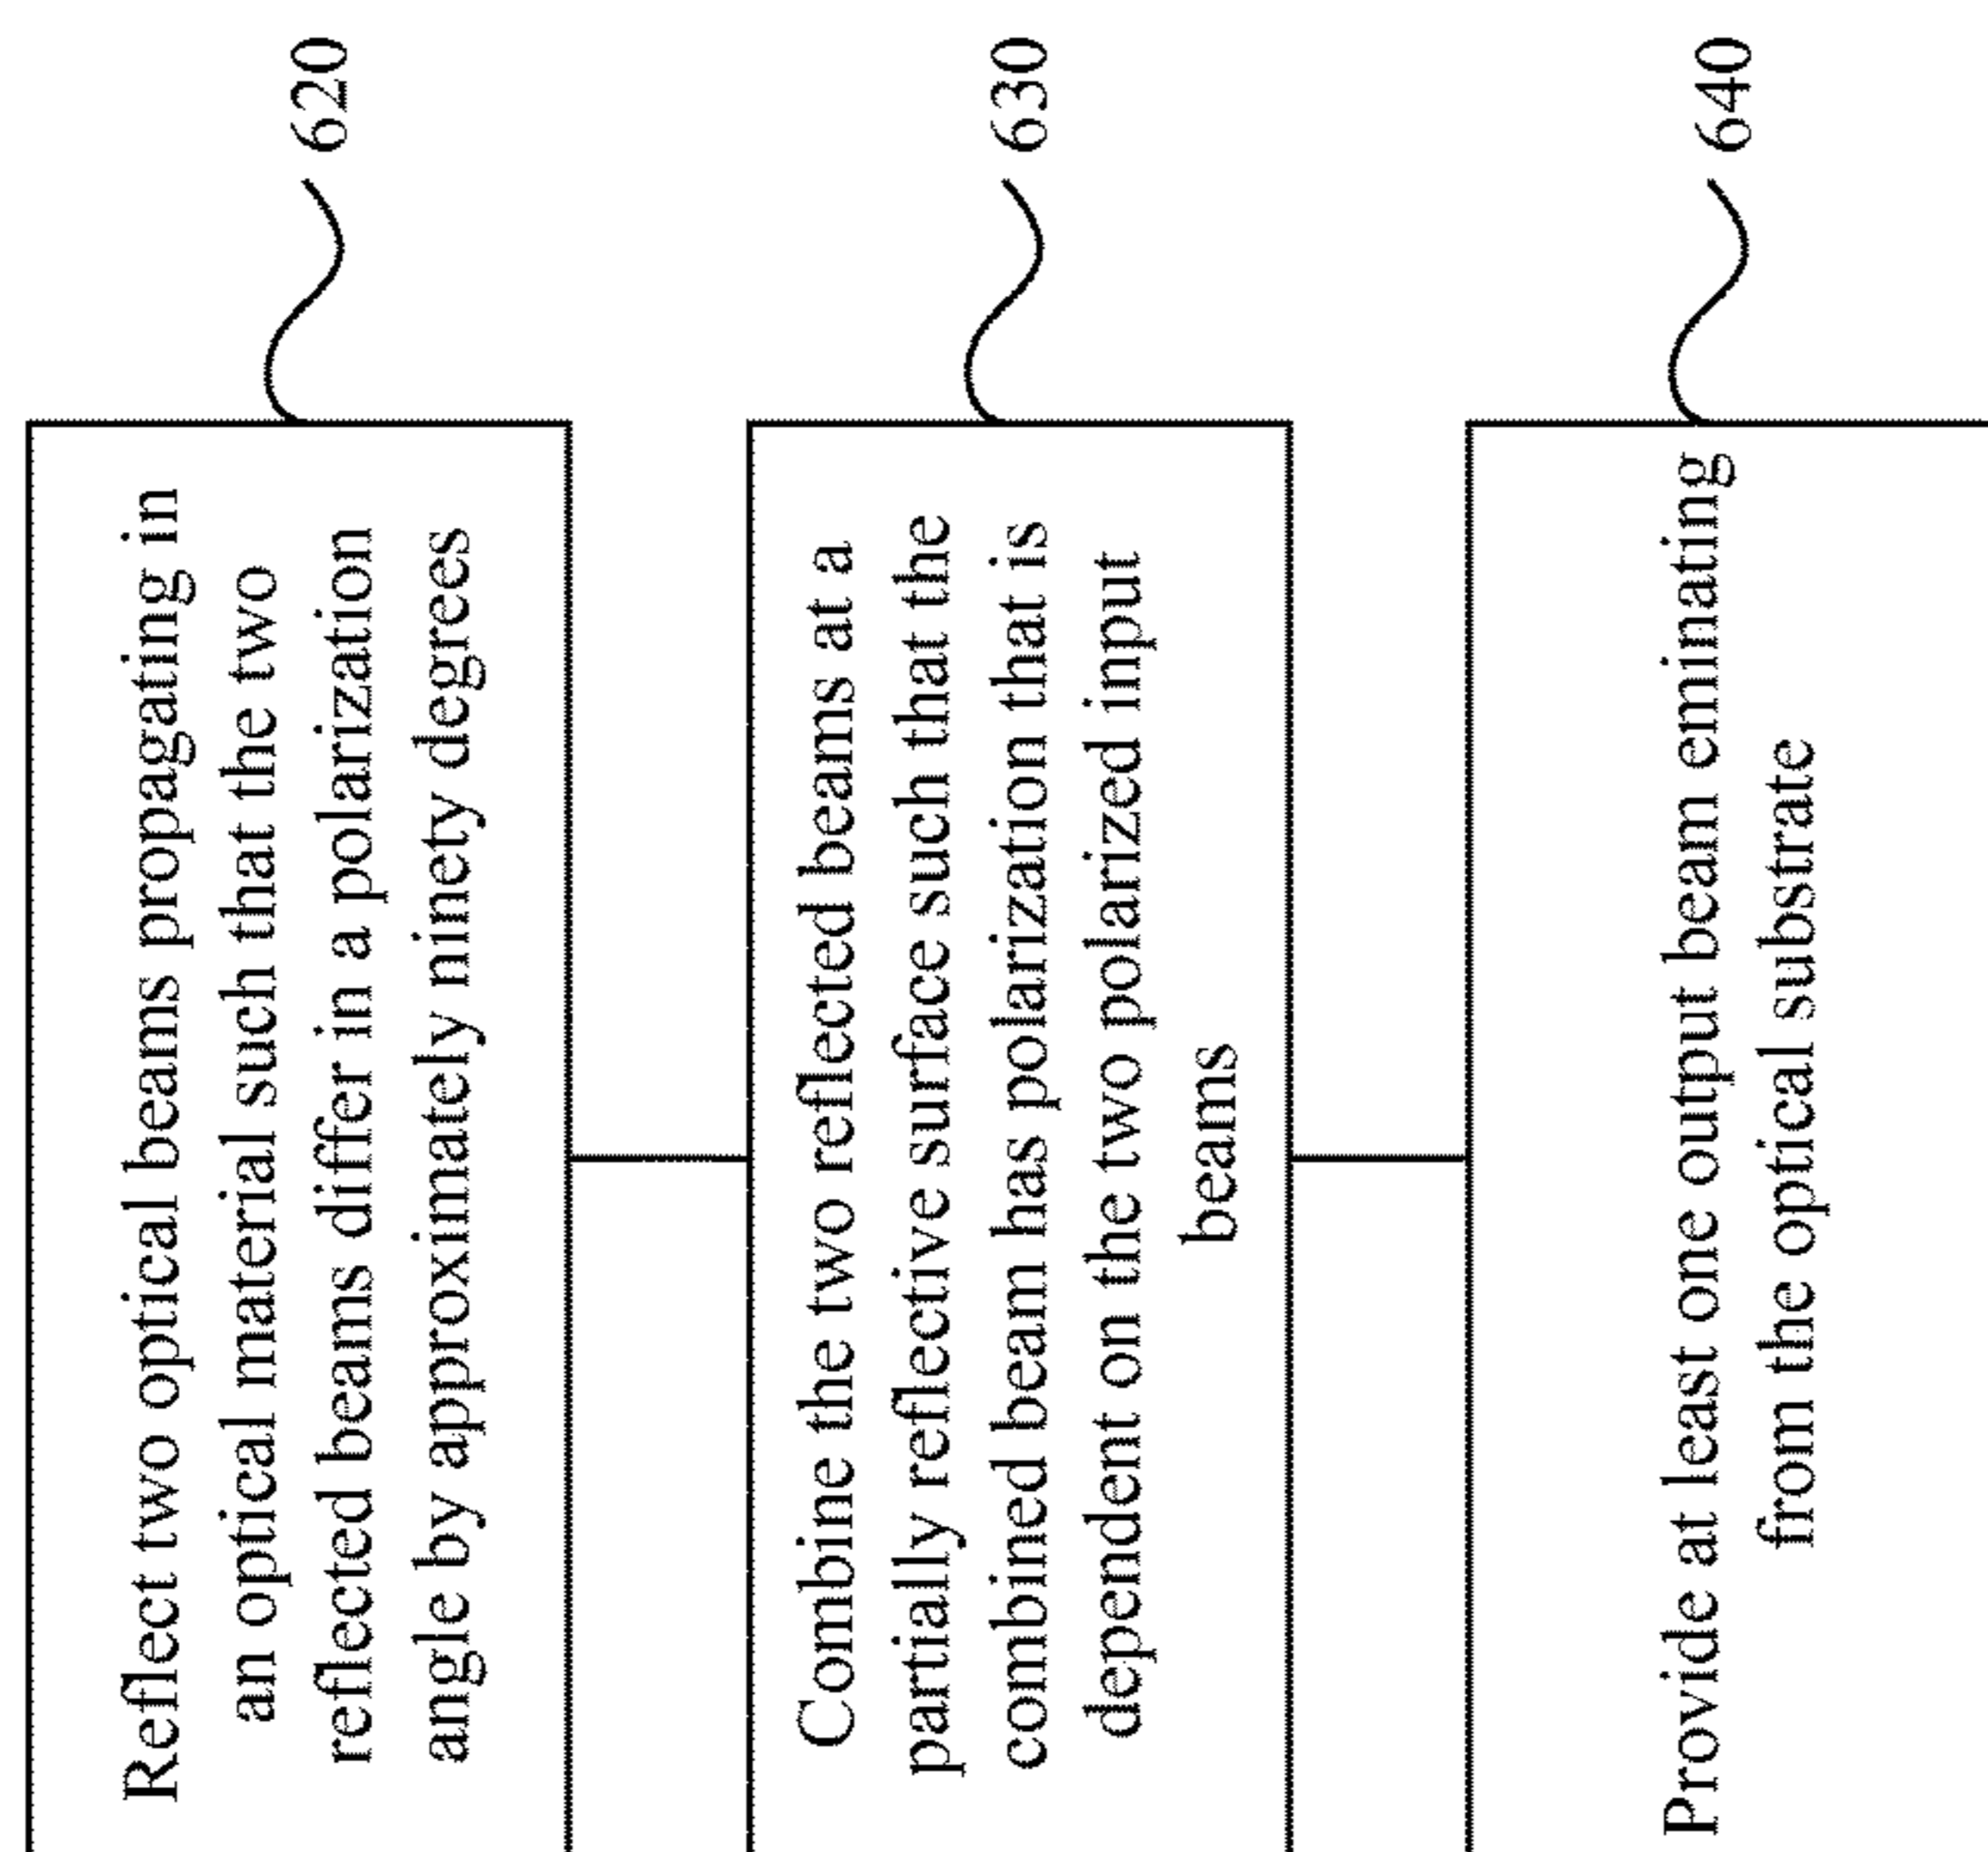 Reflect two optical beams propagating in
an optical material such that the two
reflected beams differ in a polarization
angle by approximately ninety degrees
620
Combine the two reflected beams at a
partially reflective surface such that the
combined beam has polarization that is
dependent on the two polarized input
beams
630
Provide at least one output beam eminating
from the optical substrate
640